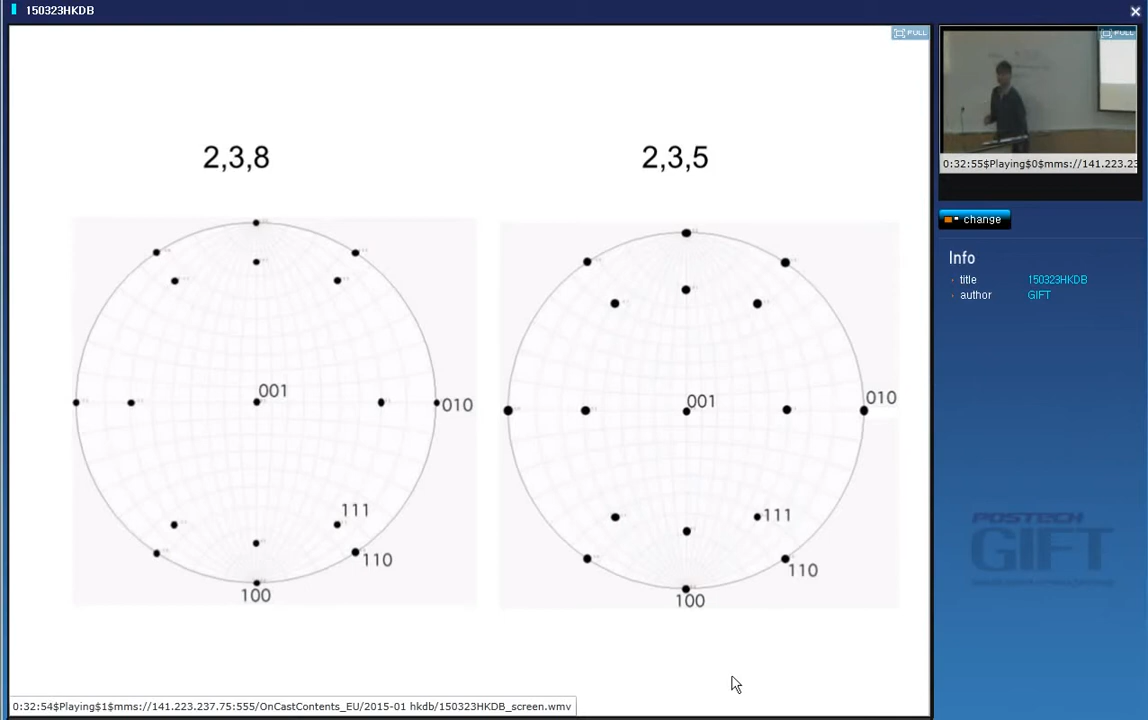 150323HKDB
FULL
FULL
2,3,8
2,3,5
0:32:55$Playing$0$mms://141.223.23
change
Info
title 150323HKDB
author GIFT
001
010
111
110
100
001
010
111
110
100
POSTECH
GIFT
0:32:54$Playing$1$mms://141.223.237.75:555/OnCastContents_EU/2015-01 hkdb/150323HKDB_screen.wmv